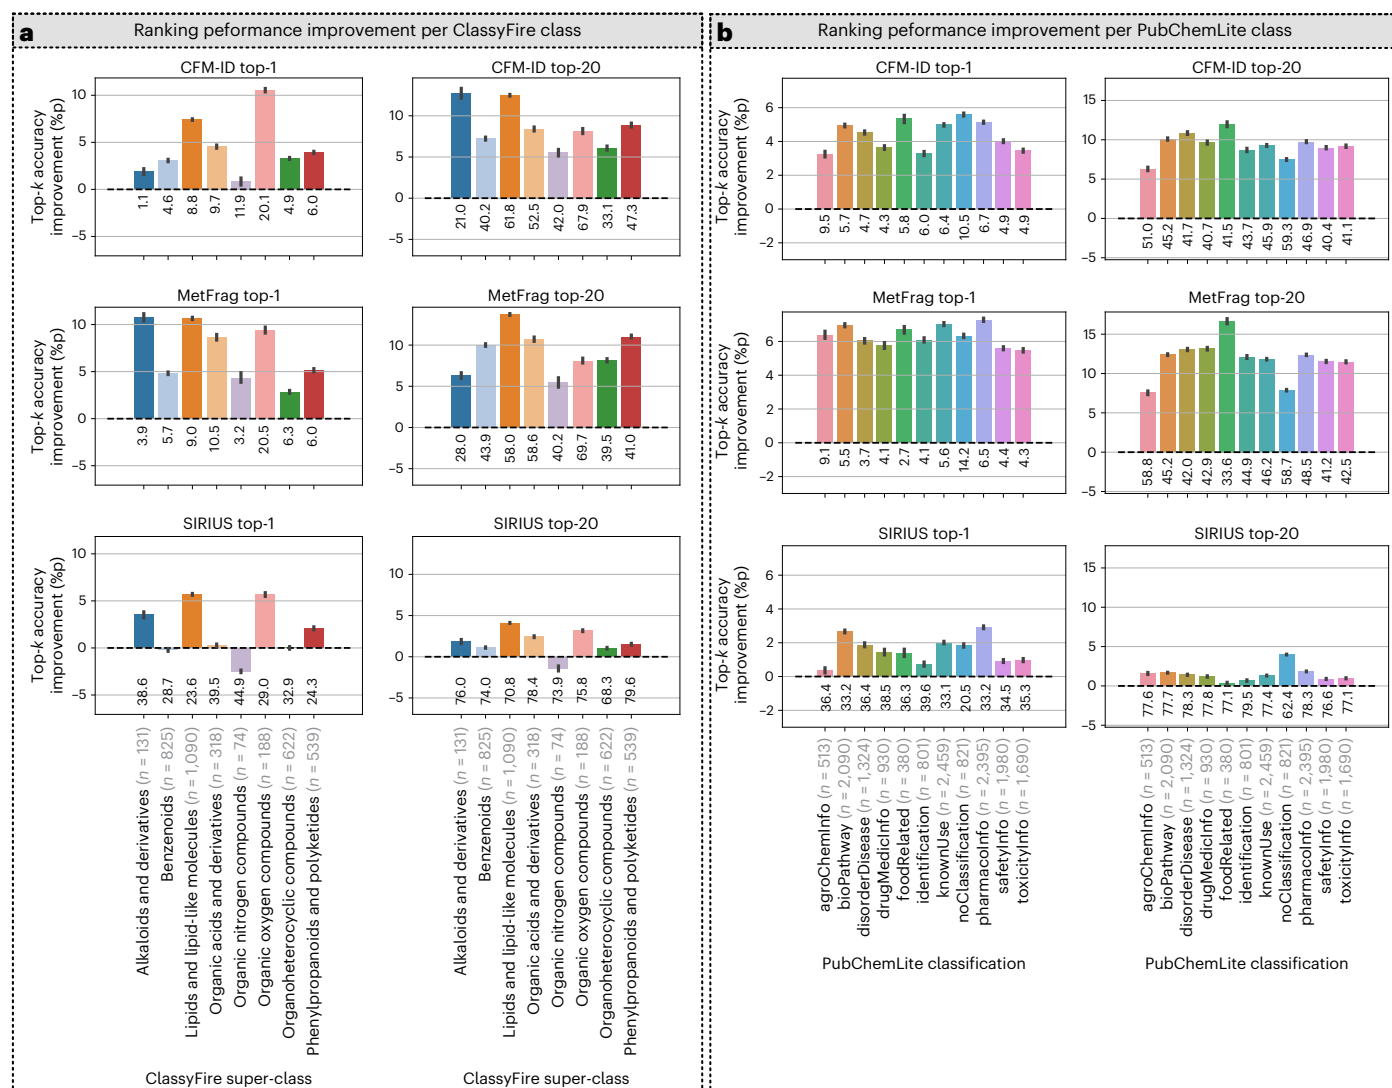 a Ranking peformance improvement per ClassyFire class
CFM-ID top-1
Top-k accuracy
improvement (%p)
10
5
0
−5
1.1 4.6 8.8 9.7 11.9 20.1 4.9 6.0
CFM-ID top-20
10
5
0
−5
21.0 40.2 61.8 52.5 42.0 67.9 33.1 47.3
MetFrag top-1
Top-k accuracy
improvement (%p)
10
5
0
−5
3.9 5.7 9.0 10.5 3.2 20.5 6.3 6.0
MetFrag top-20
10
5
0
−5
28.0 43.9 58.0 58.6 40.2 69.7 39.5 41.0
SIRIUS top-1
Top-k accuracy
improvement (%p)
10
5
0
−5
38.6 28.7 23.6 39.5 44.9 29.0 32.9 24.3
SIRIUS top-20
10
5
0
−5
76.0 74.0 70.8 78.4 73.9 75.8 68.3 79.6
Alkaloids and derivatives (n = 131)
Benzenoids (n = 825)
Lipids and lipid-like molecules (n = 1,090)
Organic acids and derivatives (n = 318)
Organic nitrogen compounds (n = 74)
Organic oxygen compounds (n = 188)
Organoheterocyclic compounds (n = 622)
Phenylpropanoids and polyketides (n = 539)
ClassyFire super-class
Alkaloids and derivatives (n = 131)
Benzenoids (n = 825)
Lipids and lipid-like molecules (n = 1,090)
Organic acids and derivatives (n = 318)
Organic nitrogen compounds (n = 74)
Organic oxygen compounds (n = 188)
Organoheterocyclic compounds (n = 622)
Phenylpropanoids and polyketides (n = 539)
ClassyFire super-class
b Ranking peformance improvement per PubChemLite class
CFM-ID top-1
Top-k accuracy
improvement (%p)
6
4
2
0
−2
9.5 5.7 4.7 4.3 5.8 6.0 6.4 10.5 6.7 4.9 4.9
CFM-ID top-20
15
10
5
0
−5
51.0 45.2 41.7 40.7 41.5 43.7 45.9 59.3 46.9 40.4 41.1
MetFrag top-1
Top-k accuracy
improvement (%p)
6
4
2
0
−2
9.1 5.5 3.7 4.1 2.7 4.1 5.6 14.2 6.5 4.4 4.3
MetFrag top-20
15
10
5
0
−5
58.8 45.2 42.0 42.9 33.6 44.9 46.2 58.7 48.5 41.2 42.5
SIRIUS top-1
Top-k accuracy
improvement (%p)
6
4
2
0
−2
36.4 33.2 36.4 38.5 36.3 39.6 33.1 20.5 33.2 34.5 35.3
SIRIUS top-20
15
10
5
0
−5
77.6 77.7 78.3 77.8 77.1 79.5 77.4 62.4 78.3 76.6 77.1
agroChemInfo (n = 513)
bioPathway (n = 2,090)
disorderDisease (n = 1,324)
drugMedicInfo (n = 930)
foodRelated (n = 380)
identification (n = 801)
knownUse (n = 2,459)
noClassification (n = 821)
pharmacoInfo (n = 2,395)
safetyInfo (n = 1,980)
toxicityInfo (n = 1,690)
PubChemLite classification
agroChemInfo (n = 513)
bioPathway (n = 2,090)
disorderDisease (n = 1,324)
drugMedicInfo (n = 930)
foodRelated (n = 380)
identification (n = 801)
knownUse (n = 2,459)
noClassification (n = 821)
pharmacoInfo (n = 2,395)
safetyInfo (n = 1,980)
toxicityInfo (n = 1,690)
PubChemLite classification